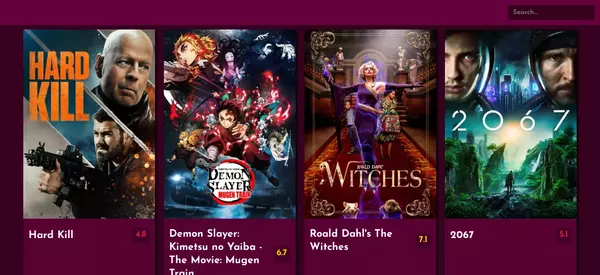 Search...
HARD
KILL
DEMON
SLAYER
MUGEN TRAIN
ROALD DAHL'S
WITCHES
2067
Hard Kill
4.8
Demon Slayer:
Kimetsu no Yaiba -
The Movie: Mugen
Train
6.7
Roald Dahl's The
Witches
7.1
2067
5.1